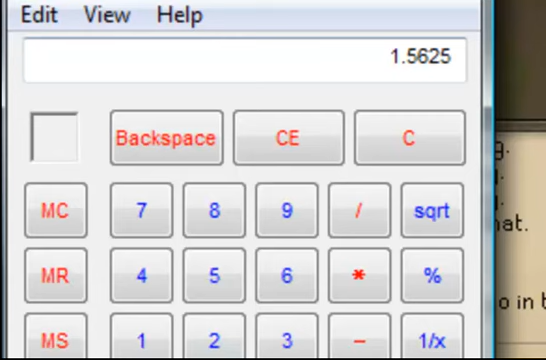 Edit View Help
1.5625
Backspace CE C
MC 7 8 9 / sqrt
MR 4 5 6 * %
MS 1 2 3 – 1/x